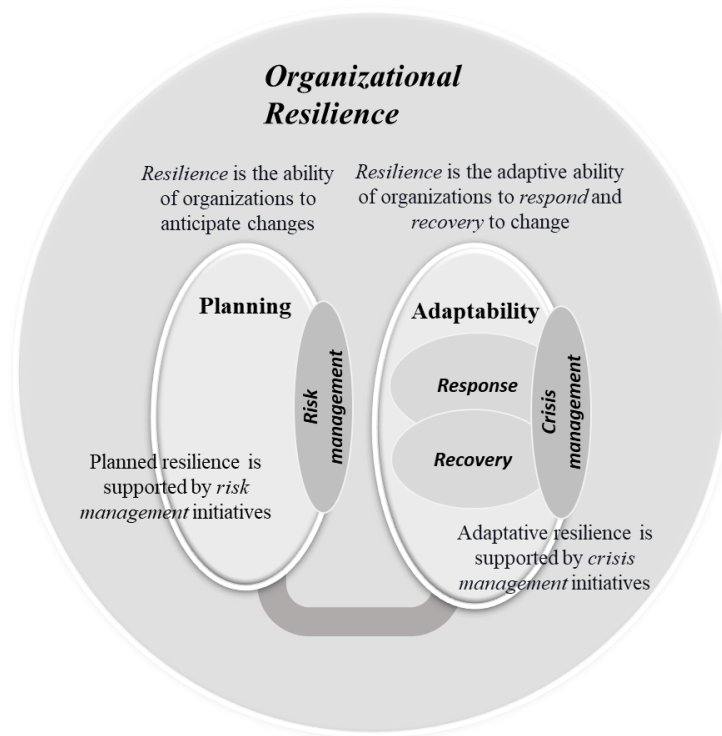 Organizational
Resilience
Resilience is the ability
of organizations to
anticipate changes
Resilience is the adaptive ability
of organizations to respond and
recovery to change
Planning
Risk
management
Planned resilience is
supported by risk
management initiatives
Adaptability
Response
Recovery
Crisis
management
Adaptative resilience is
supported by crisis
management initiatives